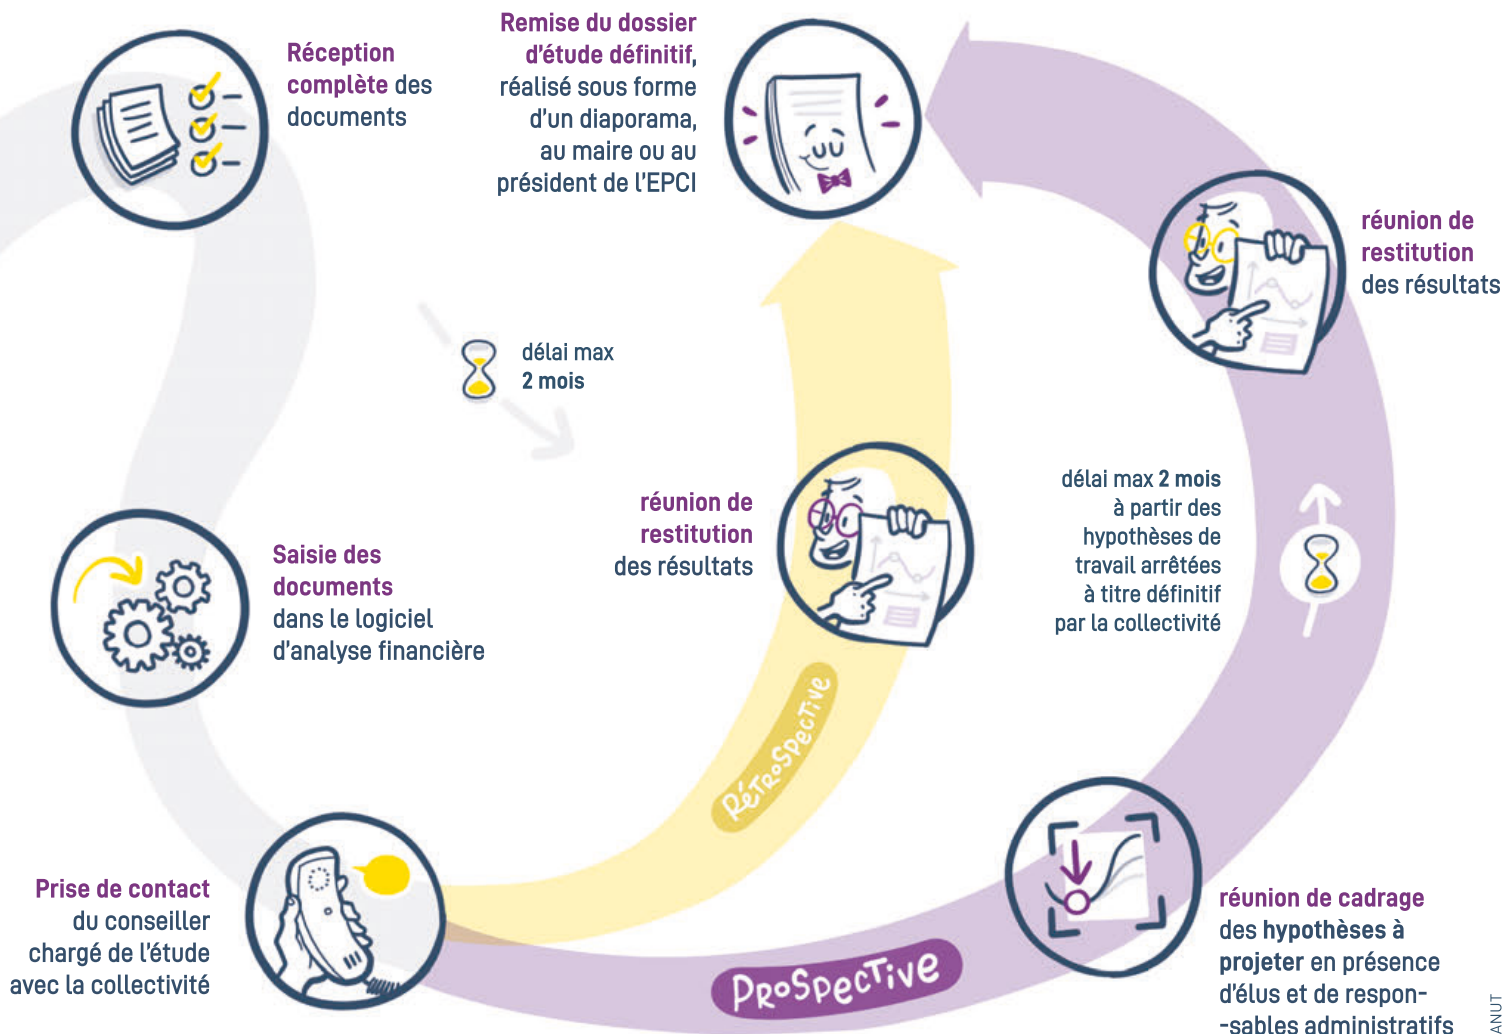 Réception
complète des
documents
Remise du dossier
d'étude définitif,
réalisé sous forme
d'un diaporama,
au maire ou au
président de l'EPCI
réunion de
restitution
des résultats
délai max
2 mois
réunion de
restitution
des résultats
délai max 2 mois
à partir des
hypothèses de
travail arrêtées
à titre définitif
par la collectivité
Saisie des
documents
dans le logiciel
d'analyse financière
RéTRoSpecTive
Prise de contact
du conseiller
chargé de l'étude
avec la collectivité
PRoSpecTive
réunion de cadrage
des hypothèses à
projeter en présence
d'élus et de respon-
-sables administratifs
ANUT